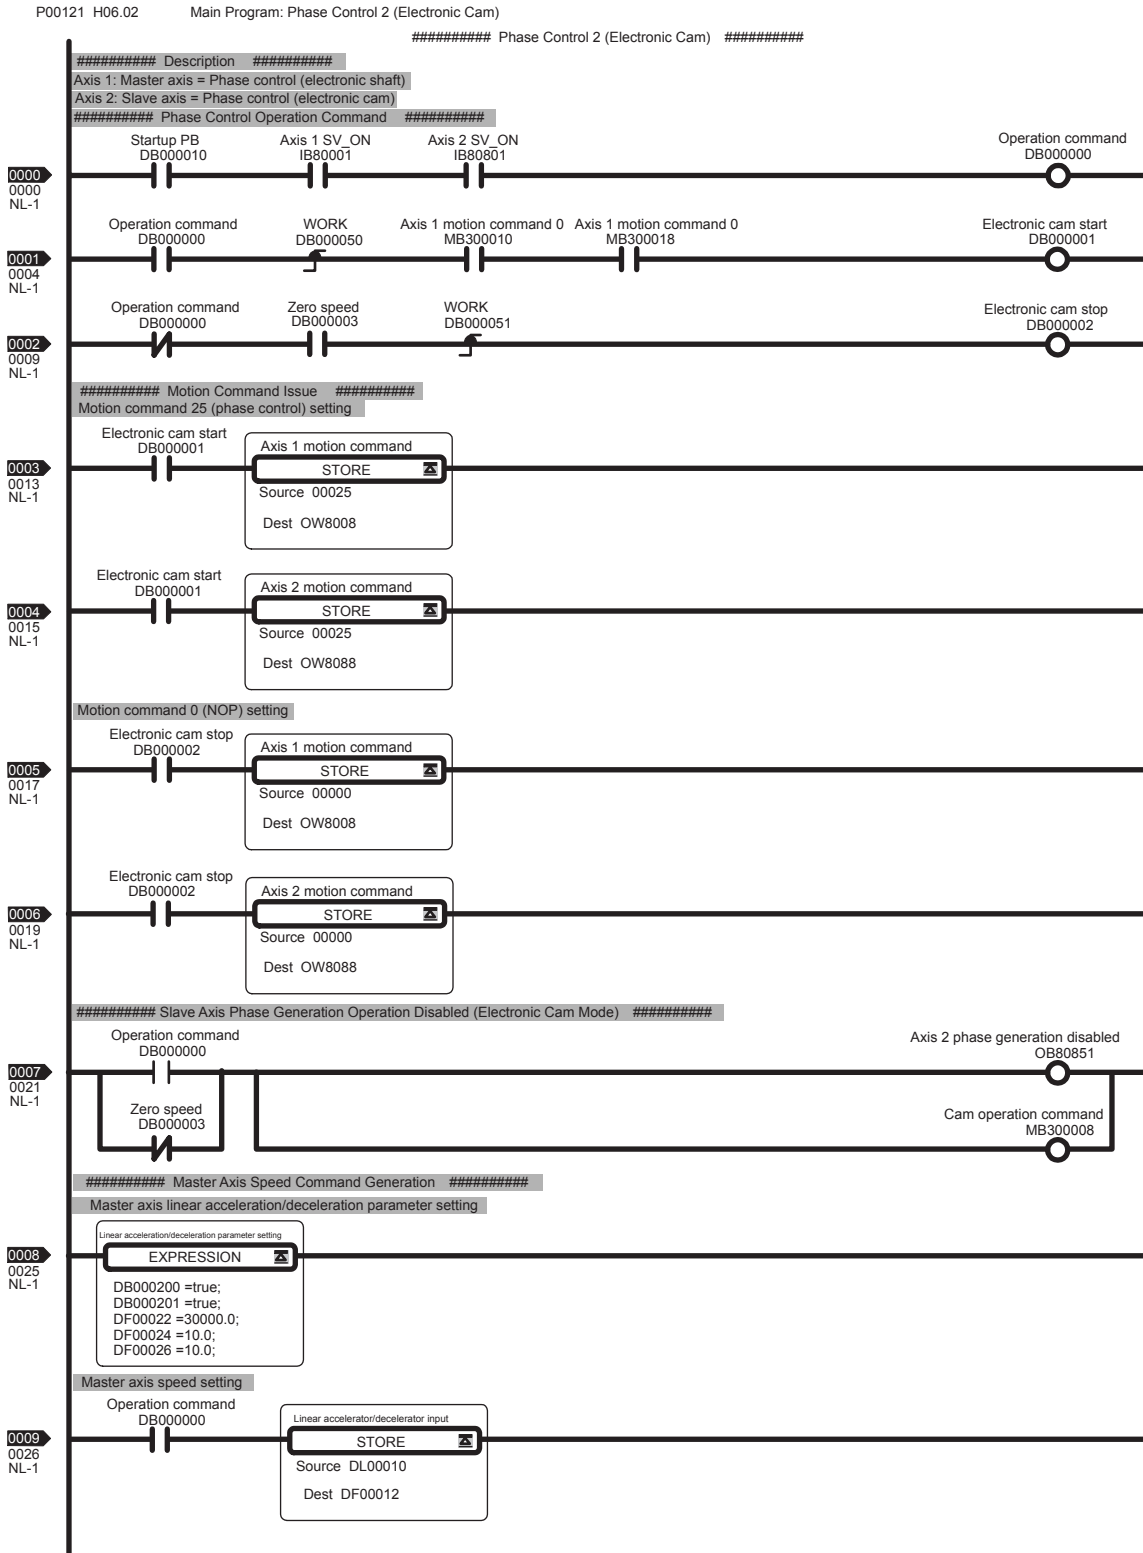 P00121 H06.02 Main Program: Phase Control 2 (Electronic Cam)
########## Phase Control 2 (Electronic Cam) ##########
########## Description ##########
Axis 1: Master axis = Phase control (electronic shaft)
Axis 2: Slave axis = Phase control (electronic cam)
########## Phase Control Operation Command ##########
Startup PB Axis 1 SV_ON Axis 2 SV_ON Operation command
DB000010 IB80001 IB80801 DB000000
0000
0000
NL-1
Operation command WORK Axis 1 motion command 0 Axis 1 motion command 0 Electronic cam start
DB000000 DB000050 MB300010 MB300018 DB000001
0001
0004
NL-1
Operation command Zero speed WORK Electronic cam stop
DB000000 DB000003 DB000051 DB000002
0002
0009
NL-1
########## Motion Command Issue ##########
Motion command 25 (phase control) setting
Electronic cam start
DB000001 Axis 1 motion command
0003 STORE
0013
NL-1
Source 00025
Dest OW8008
Electronic cam start
DB000001 Axis 2 motion command
0004 STORE
0015
NL-1
Source 00025
Dest OW8088
Motion command 0 (NOP) setting
Electronic cam stop
DB000002 Axis 1 motion command
0005 STORE
0017
NL-1
Source 00000
Dest OW8008
Electronic cam stop
DB000002 Axis 2 motion command
0006 STORE
0019
NL-1
Source 00000
Dest OW8088
########## Slave Axis Phase Generation Operation Disabled (Electronic Cam Mode) ##########
Operation command Axis 2 phase generation disabled
DB000000 OB80851
0007
0021
NL-1
Zero speed Cam operation command
DB000003 MB300008
########## Master Axis Speed Command Generation ##########
Master axis linear acceleration/deceleration parameter setting
Linear acceleration/deceleration parameter setting
0008 EXPRESSION
0025
NL-1
DB000200 =true;
DB000201 =true;
DF00022 =30000.0;
DF00024 =10.0;
DF00026 =10.0;
Master axis speed setting
Operation command
DB000000 Linear accelerator/decelerator input
0009 STORE
0026
NL-1
Source DL00010
Dest DF00012